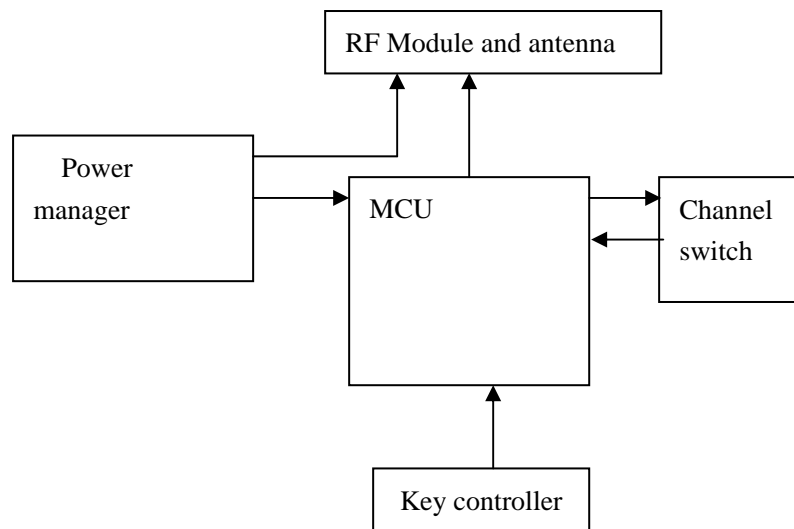 RF Module and antenna
Power
manager
MCU
Channel
switch
Key controller